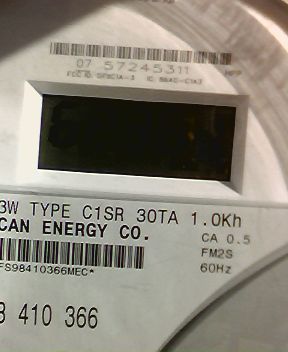 07 57245311
3W TYPE C1SR 30TA 1.0Kh
CAN ENERGY CO.
CA 0.5
FM2S
60Hz
FS98410366MEC*
8 410 366